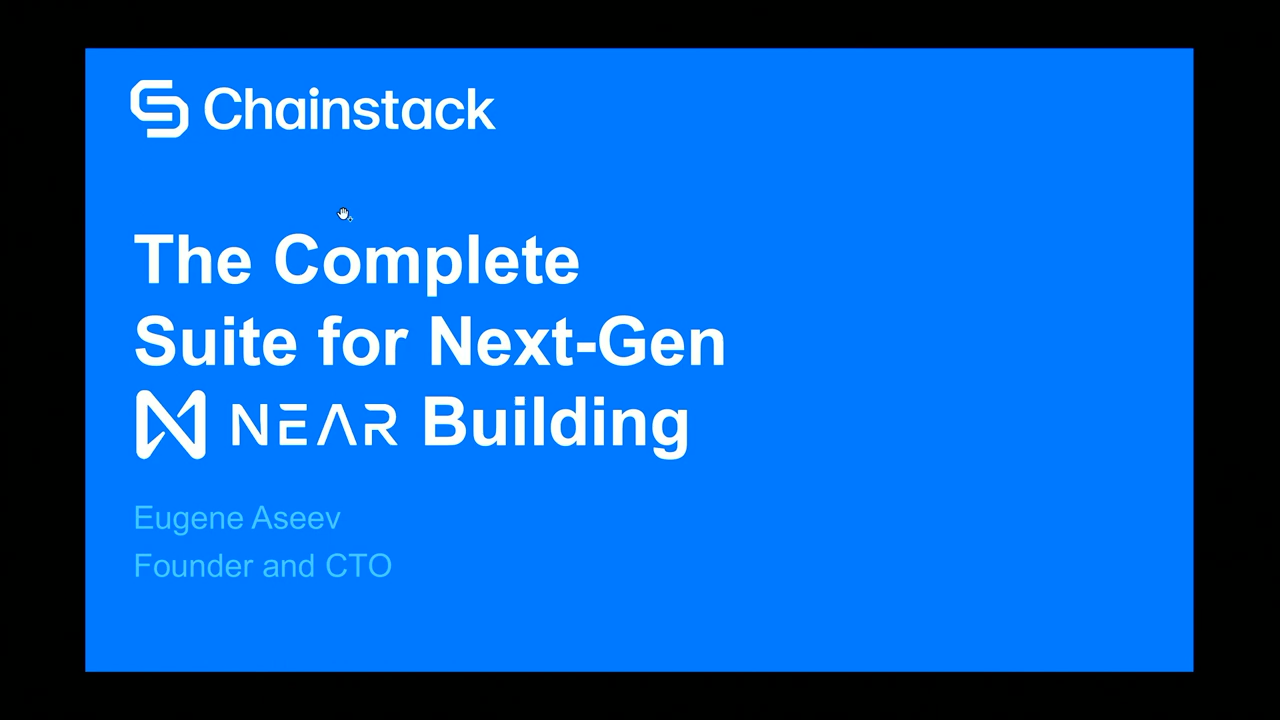 Chainstack
The Complete
Suite for Next-Gen
NEAR Building
Eugene Aseev
Founder and CTO